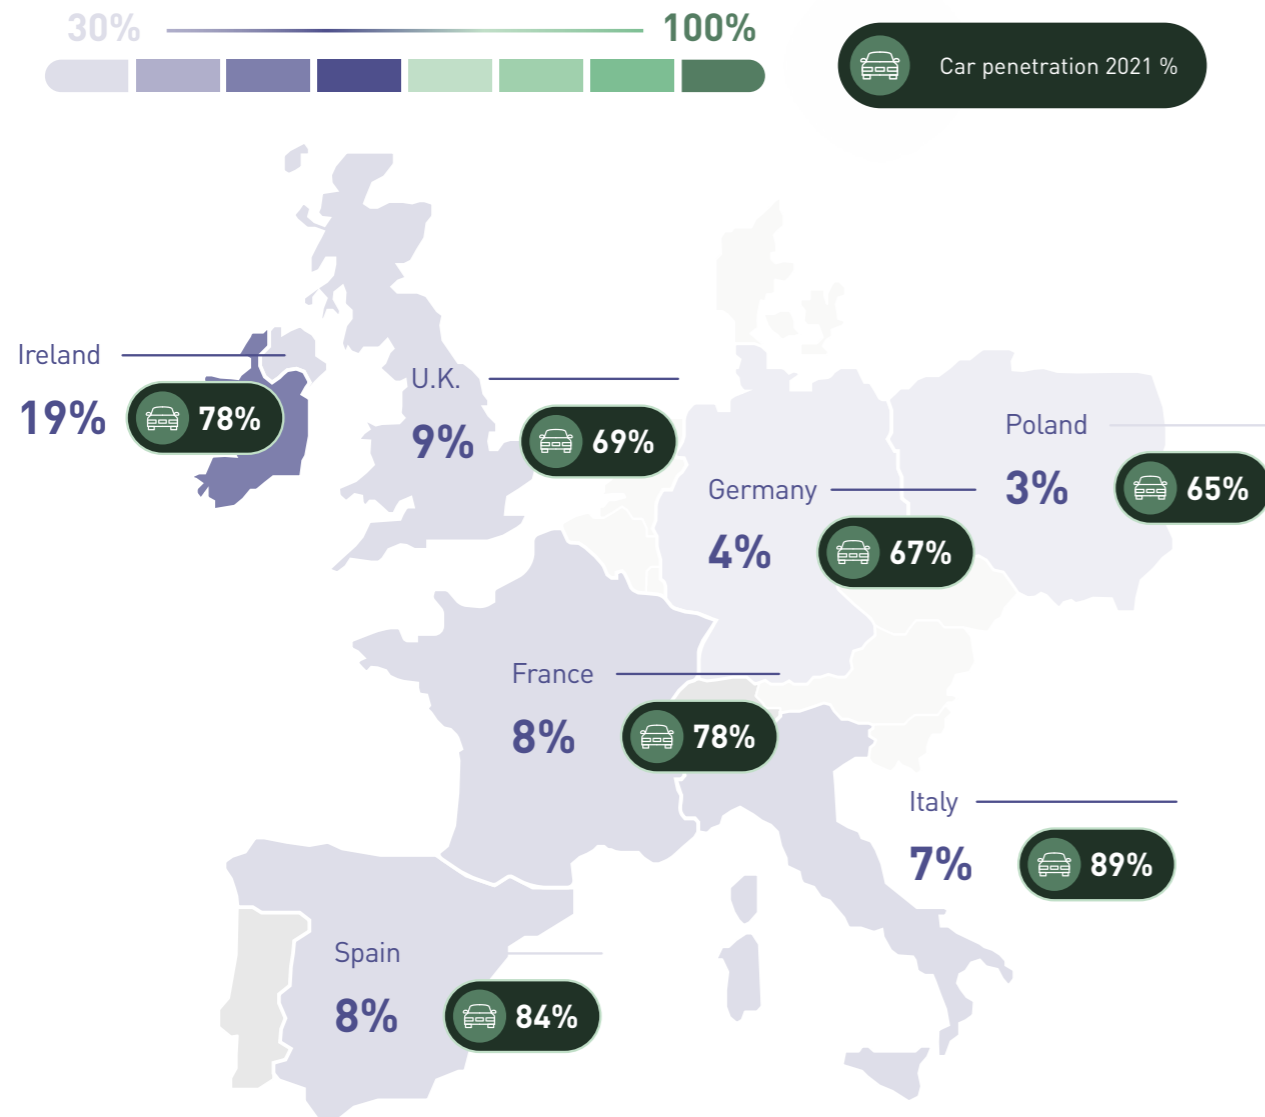 30%
100%
Car penetration 2021 %
Ireland
19%
78%
U.K.
9%
69%
Poland
3%
65%
Germany
4%
67%
France
8%
78%
Italy
7%
89%
Spain
8%
84%